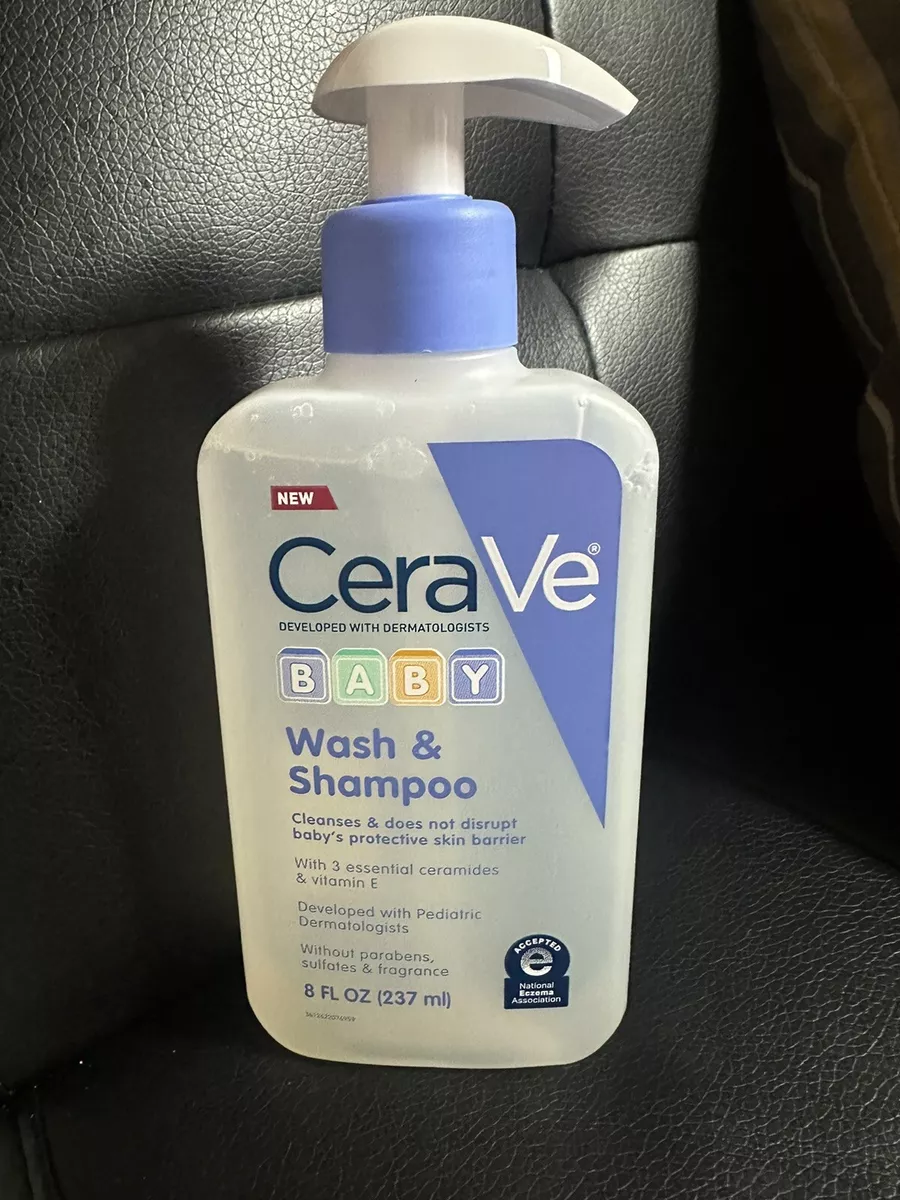 NEW
CeraVe®
DEVELOPED WITH DERMATOLOGISTS
BABY
Wash &
Shampoo
Cleanses & does not disrupt
baby's protective skin barrier
With 3 essential ceramides
& vitamin E
Developed with Pediatric
Dermatologists
Without parabens,
sulfates & fragrance
8 FL OZ (237 ml)
ACCEPTED
e
National
Eczema
Association